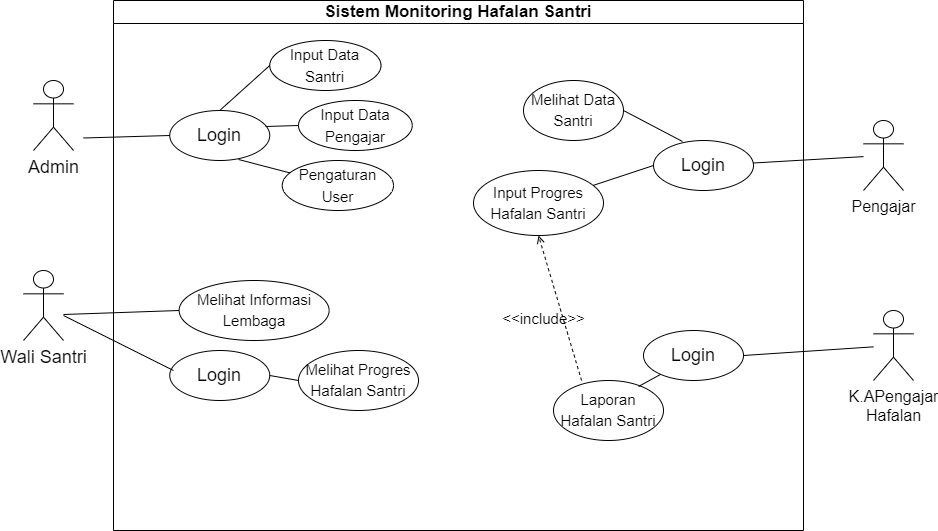 Sistem Monitoring Hafalan Santri
Admin
Login
Input Data
Santri
Input Data
Pengajar
Pengaturan
User
Melihat Data
Santri
Login
Input Progres
Hafalan Santri
Pengajar
Wali Santri
Melihat Informasi
Lembaga
Login
Melihat Progres
Hafalan Santri
<<include>>
Login
Laporan
Hafalan Santri
K.APengajar
Hafalan